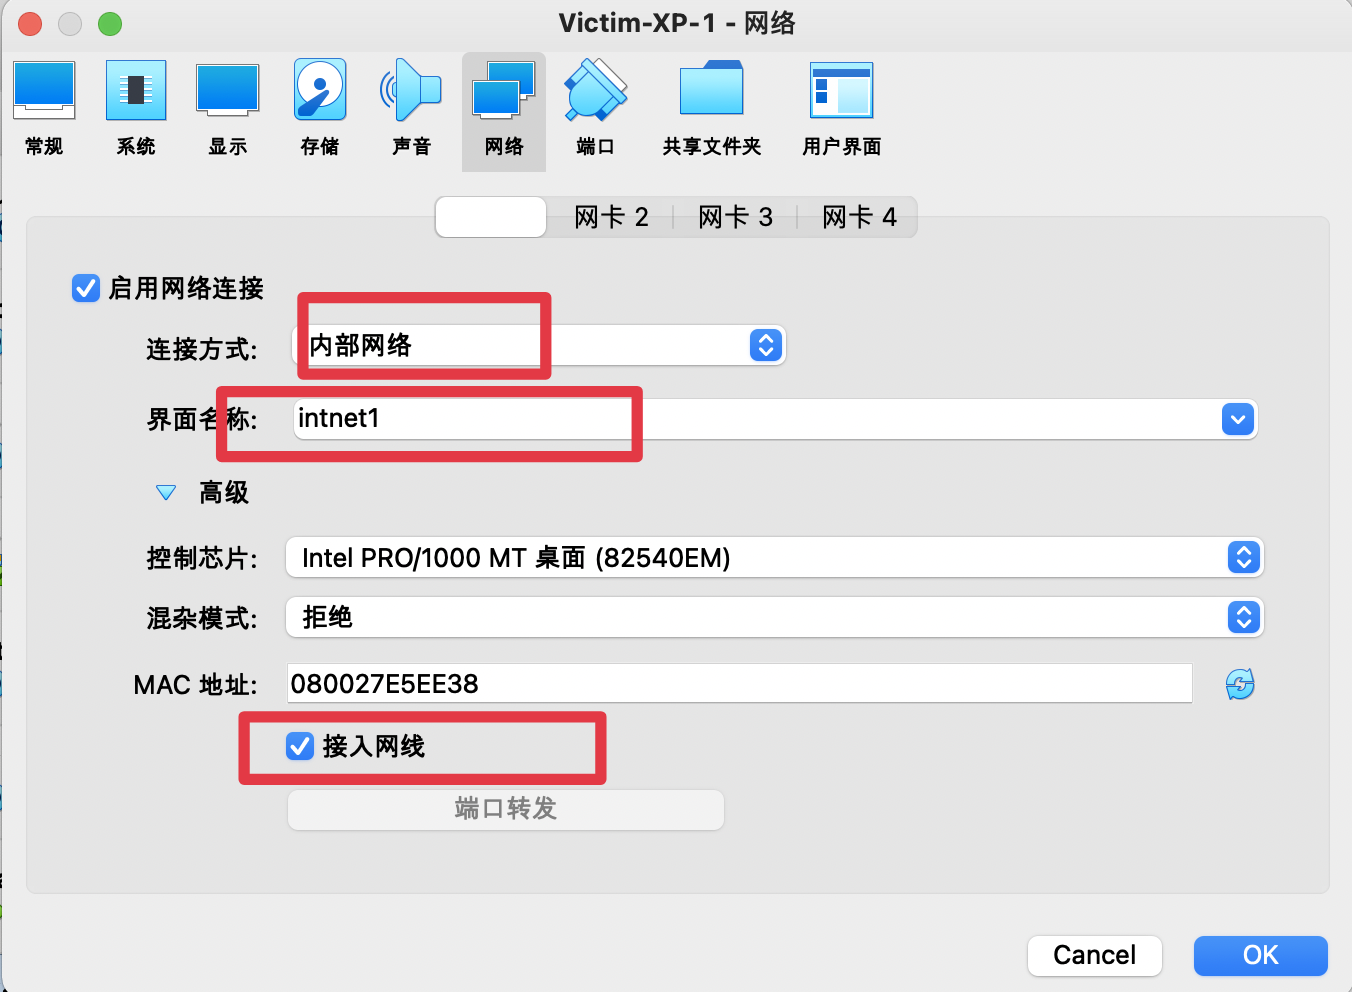 Victim-XP-1 - 网络
常规 系统 显示 存储 声音 网络 端口 共享文件夹 用户界面
网卡 2 网卡 3 网卡 4
启用网络连接
连接方式: 内部网络
界面名称: intnet1
高级
控制芯片: Intel PRO/1000 MT 桌面 (82540EM)
混杂模式: 拒绝
MAC 地址: 080027E5EE38
接入网线
端口转发
Cancel OK